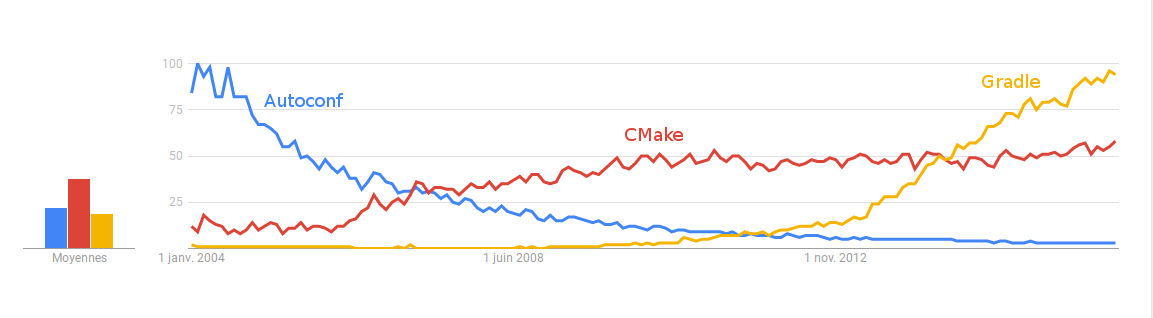 100
Autoconf
Gradle
75
CMake
50
25
Moyennes
1 janv. 2004
1 juin 2008
1 nov. 2012